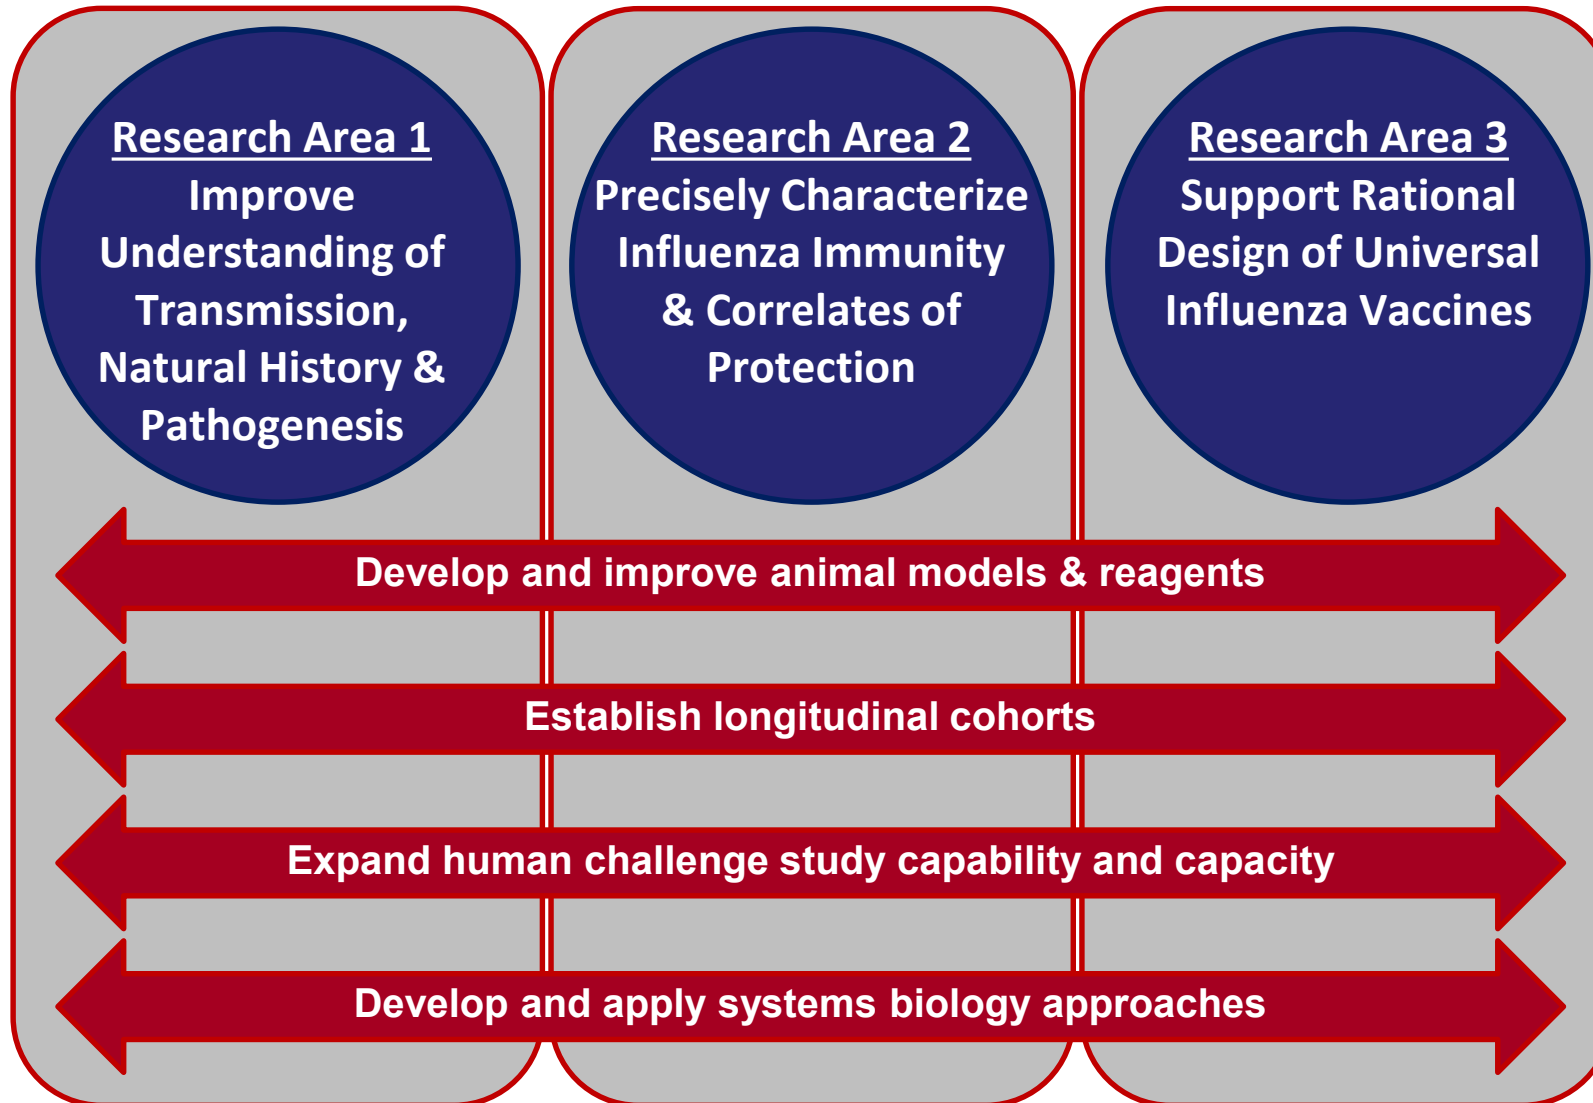 Research Area 1
Improve
Understanding of
Transmission,
Natural History &
Pathogenesis
Research Area 2
Precisely Characterize
Influenza Immunity
& Correlates of
Protection
Research Area 3
Support Rational
Design of Universal
Influenza Vaccines
Develop and improve animal models & reagents
Establish longitudinal cohorts
Expand human challenge study capability and capacity
Develop and apply systems biology approaches